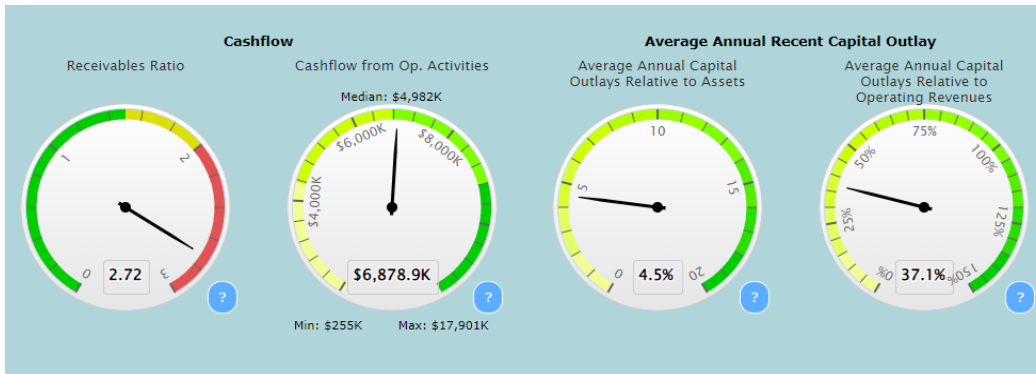 Cashflow
Average Annual Recent Capital Outlay
Receivables Ratio
0
1
2
3
2.72
?
Cashflow from Op. Activities
Median: $4,982K
$4,000K
$6,000K
$8,000K
$6,878.9K
Min: $255K
Max: $17,901K
?
Average Annual Capital
Outlays Relative to Assets
0
5
10
15
20
4.5%
?
Average Annual Capital
Outlays Relative to
Operating Revenues
0%
25%
50%
75%
100%
125%
150%
37.1%
?